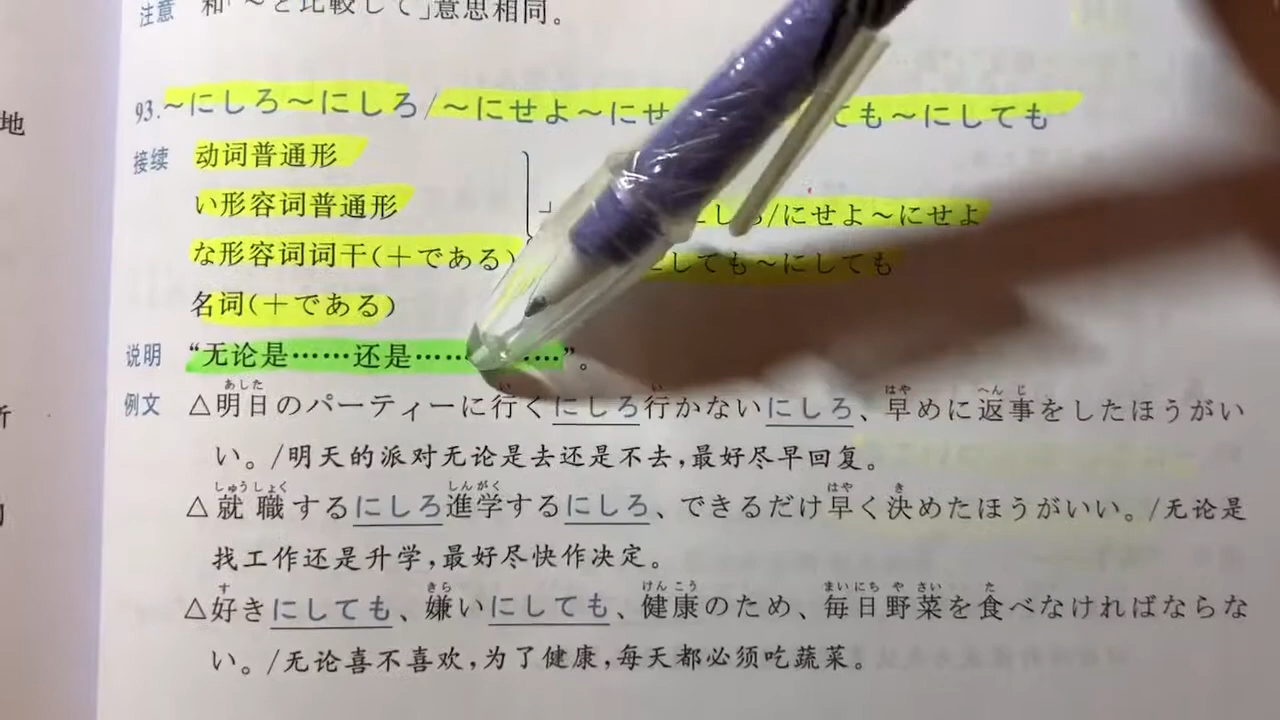 地
所
注意 和「～と比較して」意思相同。
93.～にしろ～にしろ/～にせよ～にせ ても～にしても
接续 动词普通形
い形容词普通形
にしろ/にせよ～にせよ
な形容词词干(＋である)
にしても～にしても
名词(＋である)
说明 “无论是……还是…… ……”。
例文 △明日のパーティーに行くにしろ行かないにしろ、早めに返事をしたほうがい
い。/明天的派对无论是去还是不去,最好尽早回复。
△就職するにしろ進学するにしろ、できるだけ早く決めたほうがいい。/无论是
找工作还是升学,最好尽快作决定。
△好きにしても、嫌いにしても、健康のため、毎日野菜を食べなければならな
い。/无论喜不喜欢,为了健康,每天都必须吃蔬菜。